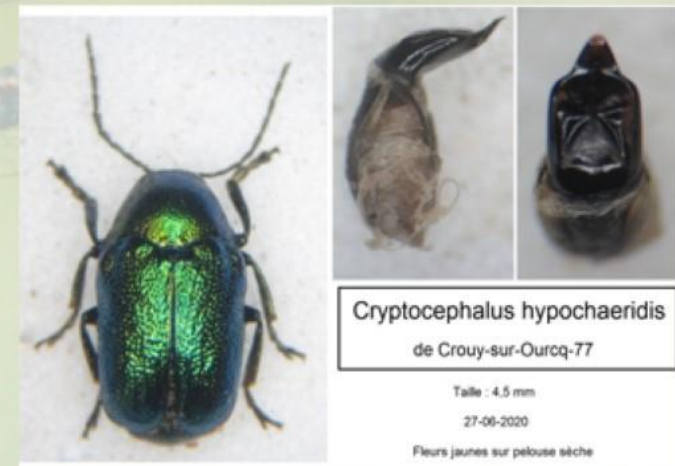 Cryptocephalus hypochaeridis
de Crouy-sur-Ourcq-77
Taille : 4,5 mm
27-06-2020
Fleurs jaunes sur pelouse sèche